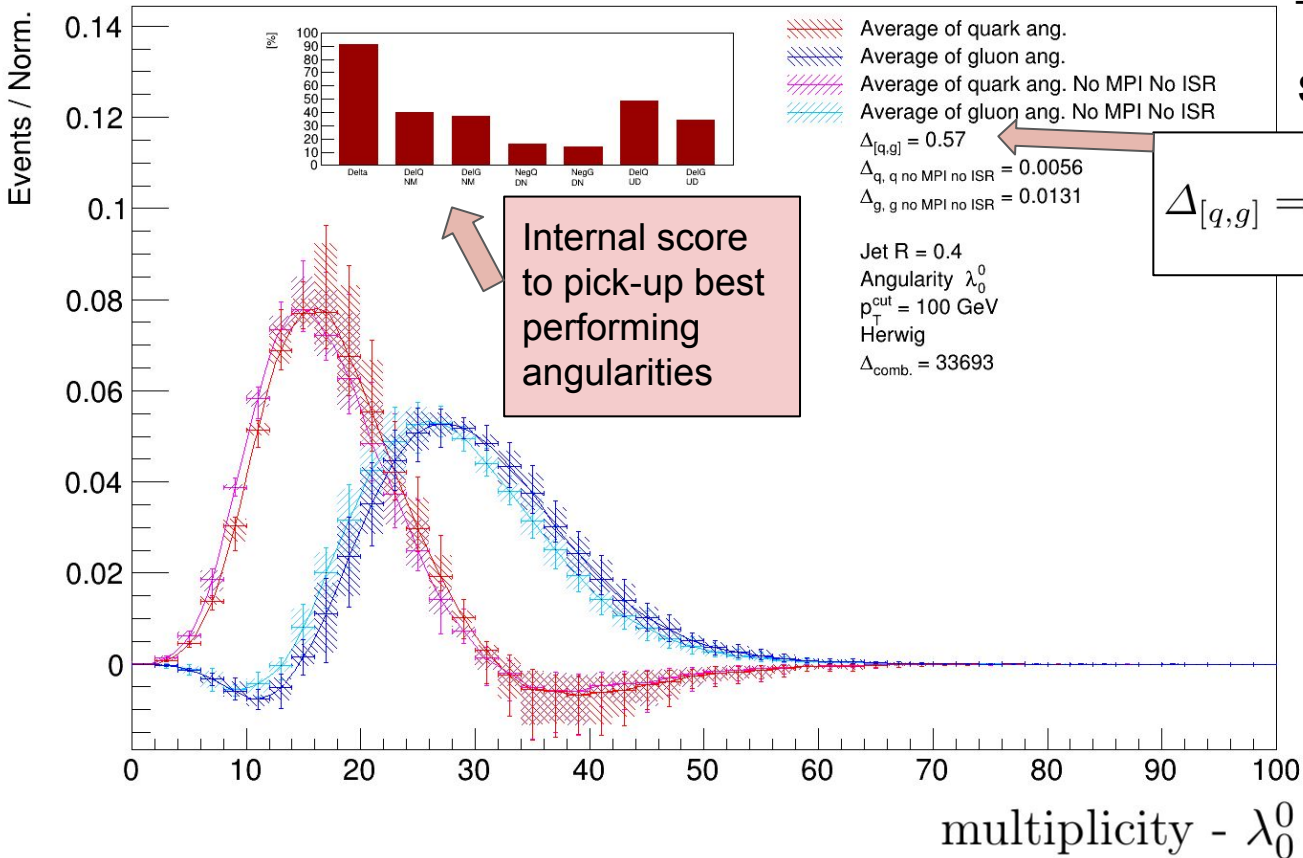 Events / Norm.
0.14
0.12
0.1
0.08
0.06
0.04
0.02
0
[%]
100
90
80
70
60
50
40
30
20
10
0
Delta
DelQ
NM
DelG
NM
NegQ
DN
NegG
DN
DelQ
UD
DelG
UD
Average of quark ang.
Average of gluon ang.
Average of quark ang. No MPI No ISR
Average of gluon ang. No MPI No ISR
Δ[q,g] = 0.57
Δq, q no MPI no ISR = 0.0056
Δg, g no MPI no ISR = 0.0131
Jet R = 0.4
Angularity λ⁰₀
pTcut = 100 GeV
Herwig
Δcomb. = 33693
Δ[q,g] =
Internal score
to pick-up best
performing
angularities
0 10 20 30 40 50 60 70 80 90 100
multiplicity - λ⁰₀